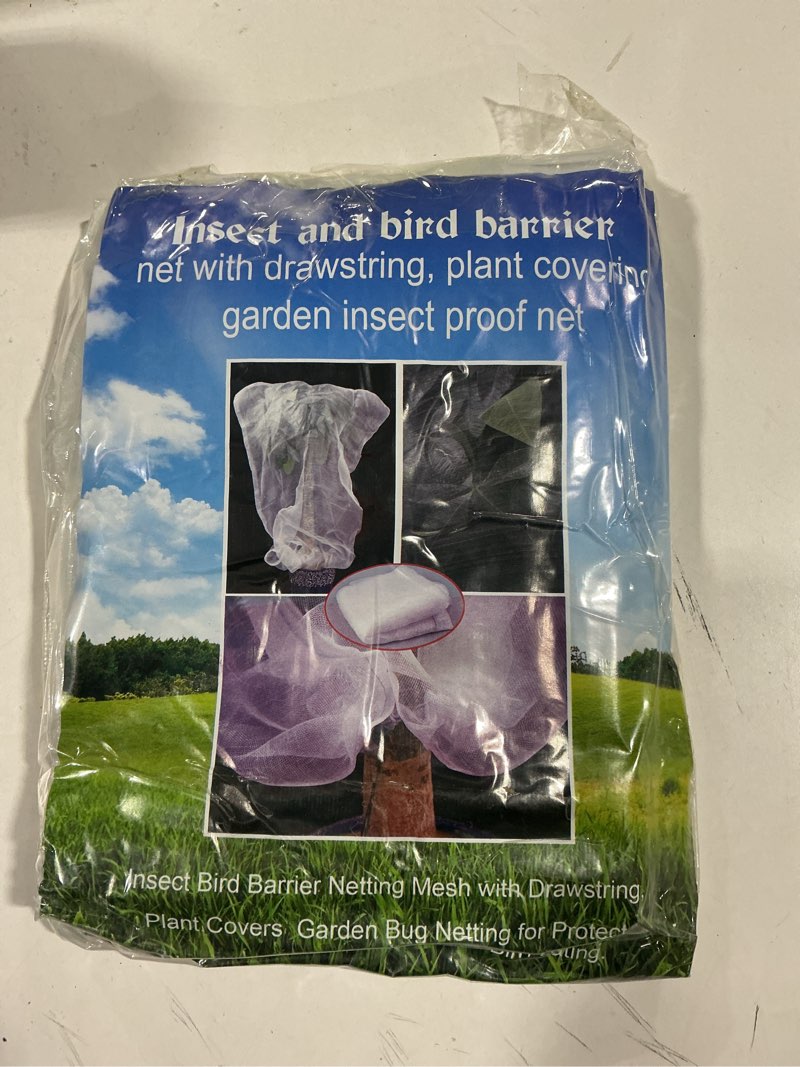 Insect and bird barrier
net with drawstring, plant covering
garden insect proof net
Insect Bird Barrier Netting Mesh with Drawstring,
Plant Covers Garden Bug Netting for Protect